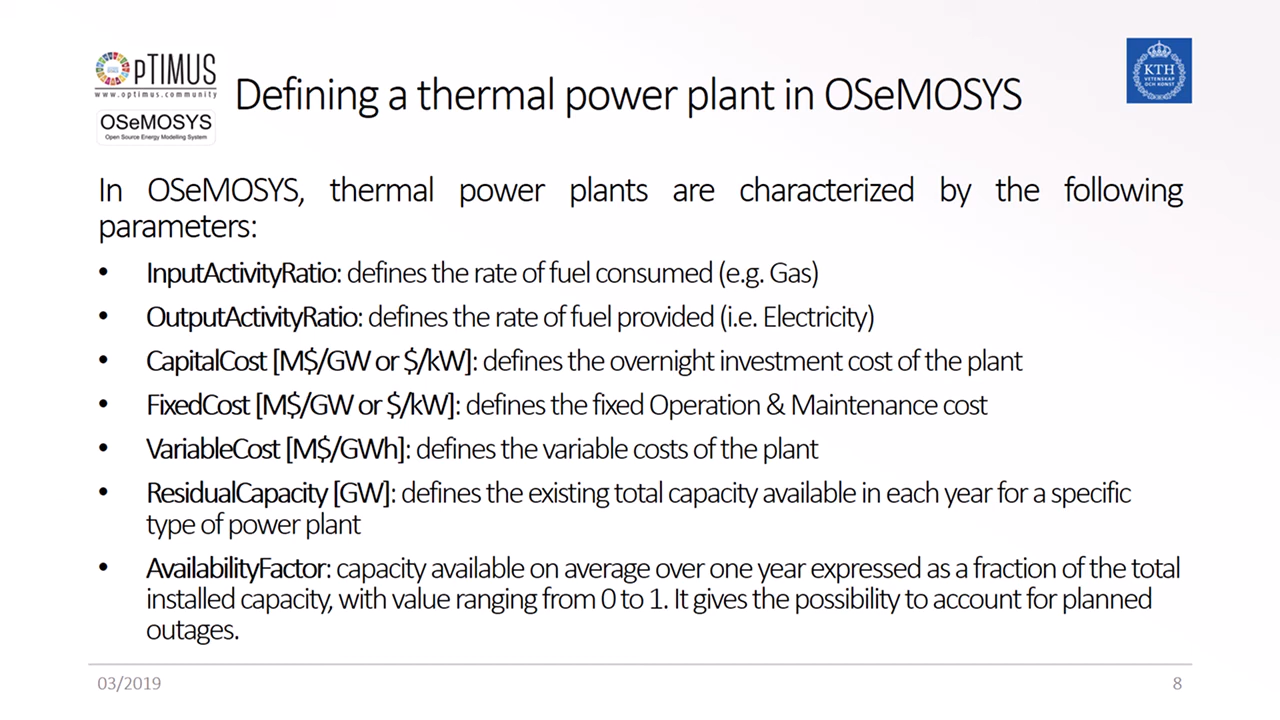 OpTIMUS
www.optimus.community
OSeMOSYS
Open Source Energy Modelling System
Defining a thermal power plant in OSeMOSYS
KTH
VETENSKAP
OCH KONST
In OSeMOSYS, thermal power plants are characterized by the following
parameters:
• InputActivityRatio: defines the rate of fuel consumed (e.g. Gas)
• OutputActivityRatio: defines the rate of fuel provided (i.e. Electricity)
• CapitalCost [M$/GW or $/kW]: defines the overnight investment cost of the plant
• FixedCost [M$/GW or $/kW]: defines the fixed Operation & Maintenance cost
• VariableCost [M$/GWh]: defines the variable costs of the plant
• ResidualCapacity [GW]: defines the existing total capacity available in each year for a specific
type of power plant
• AvailabilityFactor: capacity available on average over one year expressed as a fraction of the total
installed capacity, with value ranging from 0 to 1. It gives the possibility to account for planned
outages.
03/2019
8